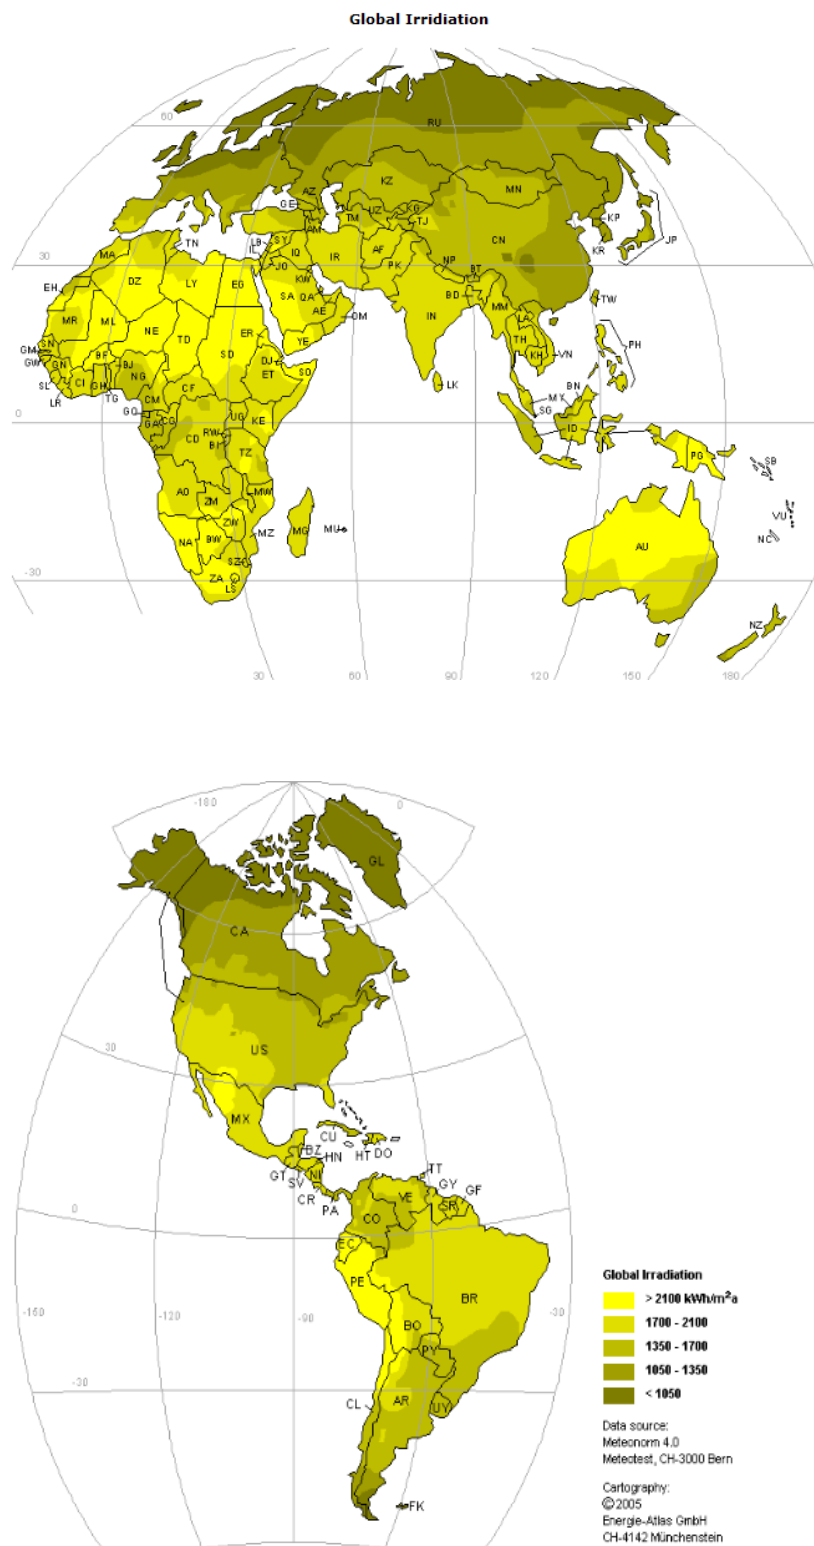 Global Irridiation
60
RU
AZ
KZ
MN
GE
UZ
KG
TM
TJ
AM
KP
LB
SY
IL
IQ
IR
AF
CN
JP
TN
MA
JO
PK
NP
BT
KR
30
EH
DZ
LY
EG
KW
SA
QA
AE
OM
BD
IN
MM
TW
MR
ML
NE
TD
SD
ER
YE
LA
TH
VN
KH
PH
GM
SN
GW
GN
BF
BJ
NG
DJ
ET
SO
SL
CI
GH
LR
TG
CF
CM
LK
BN
MY
SG
0
GQ
GA
CG
CD
UG
KE
RW
BI
TZ
ID
PG
SB
AO
ZM
MW
ZW
MZ
MG
MU
VU
NC
NA
BW
AU
-30
SZ
ZA
LS
NZ
30
60
90
120
150
180
-180
0
GL
CA
30
US
MX
CU
BZ
HN
HT
DO
GT
SV
NI
CR
PA
TT
GY
GF
VE
SR
CO
0
EC
PE
BR
BO
PY
-150
-120
-90
-30
-30
CL
AR
UY
FK
Global Irradiation
> 2100 kWh/m²a
1700 - 2100
1350 - 1700
1050 - 1350
< 1050
Data source:
Meteonorm 4.0
Meteotest, CH-3000 Bern
Cartography:
©2005
Energie-Atlas GmbH
CH-4142 Münchenstein